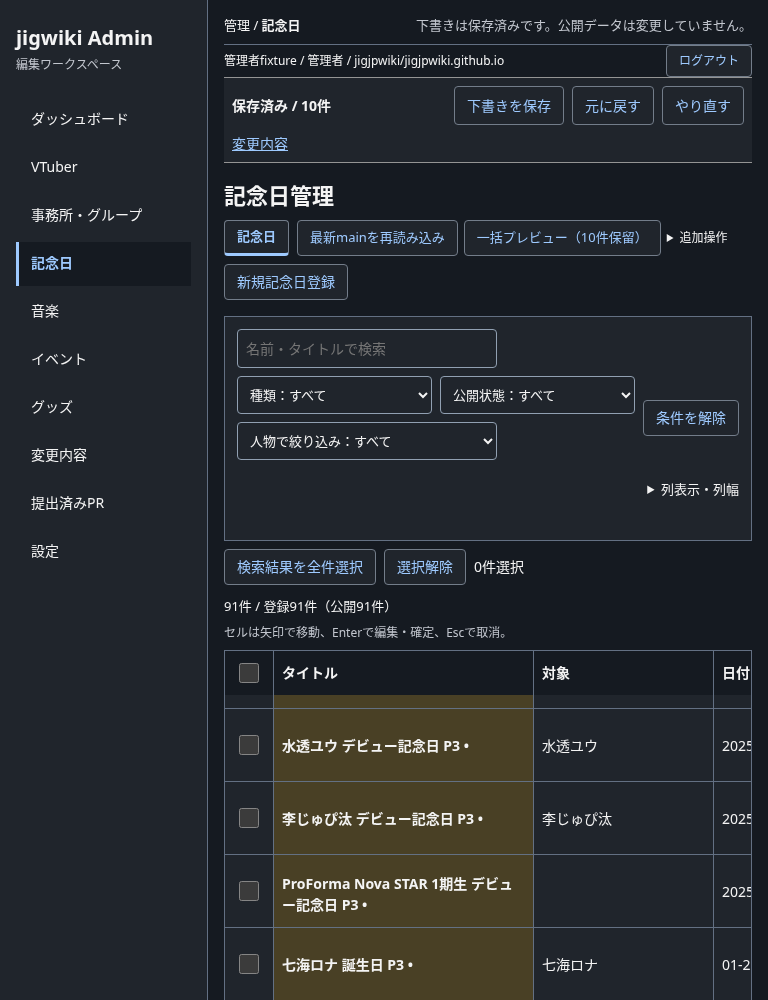 jigwiki Admin
編集ワークスペース
ダッシュボード
VTuber
事務所・グループ
記念日
音楽
イベント
グッズ
変更内容
提出済みPR
設定
管理 / 記念日
下書きは保存済みです。公開データは変更していません。
管理者fixture / 管理者 / jigjpwiki/jigjpwiki.github.io
ログアウト
保存済み / 10件
下書きを保存
元に戻す
やり直す
変更内容
記念日管理
記念日
最新mainを再読み込み
一括プレビュー（10件保留）
▶ 追加操作
新規記念日登録
名前・タイトルで検索
種類：すべて
公開状態：すべて
条件を解除
人物で絞り込み：すべて
▶ 列表示・列幅
検索結果を全件選択
選択解除
0件選択
91件 / 登録91件（公開91件）
セルは矢印で移動、Enterで編集・確定、Escで取消。
タイトル
対象
日付
水透ユウ デビュー記念日 P3 •
水透ユウ
2025
李じゅぴ汰 デビュー記念日 P3 •
李じゅぴ汰
2025
ProForma Nova STAR 1期生 デビュ
ー記念日 P3 •
2025
七海ロナ 誕生日 P3 •
七海ロナ
01-2